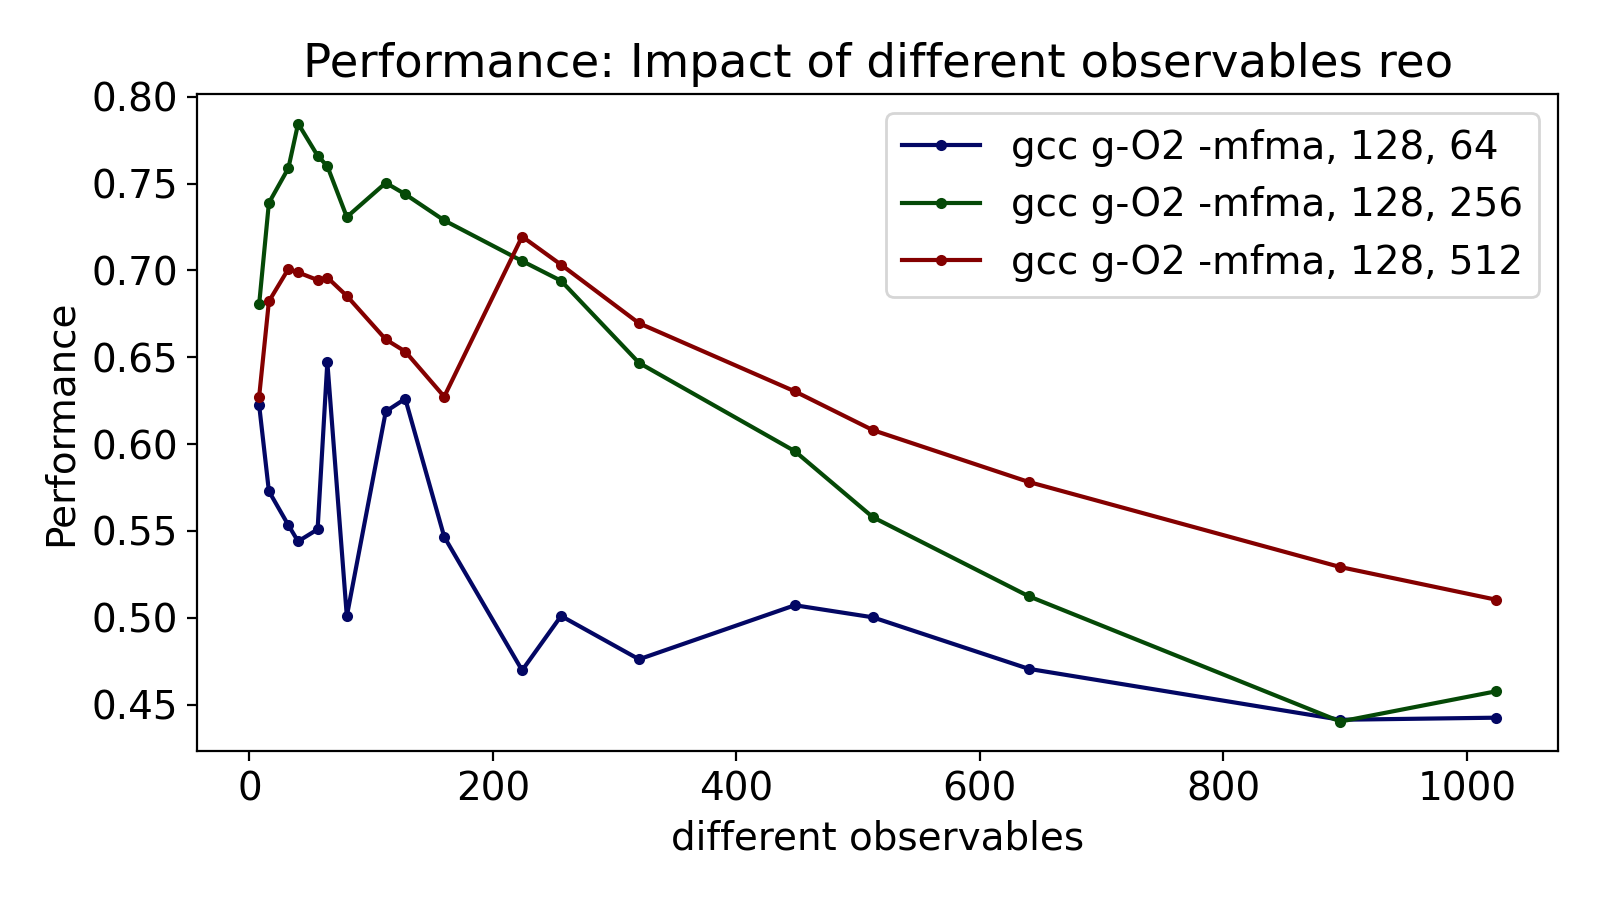 Performance: Impact of different observables reo
0.80
0.75
0.70
0.65
0.60
0.55
0.50
0.45
Performance
gcc g-O2 -mfma, 128, 64
gcc g-O2 -mfma, 128, 256
gcc g-O2 -mfma, 128, 512
0 200 400 600 800 1000
different observables